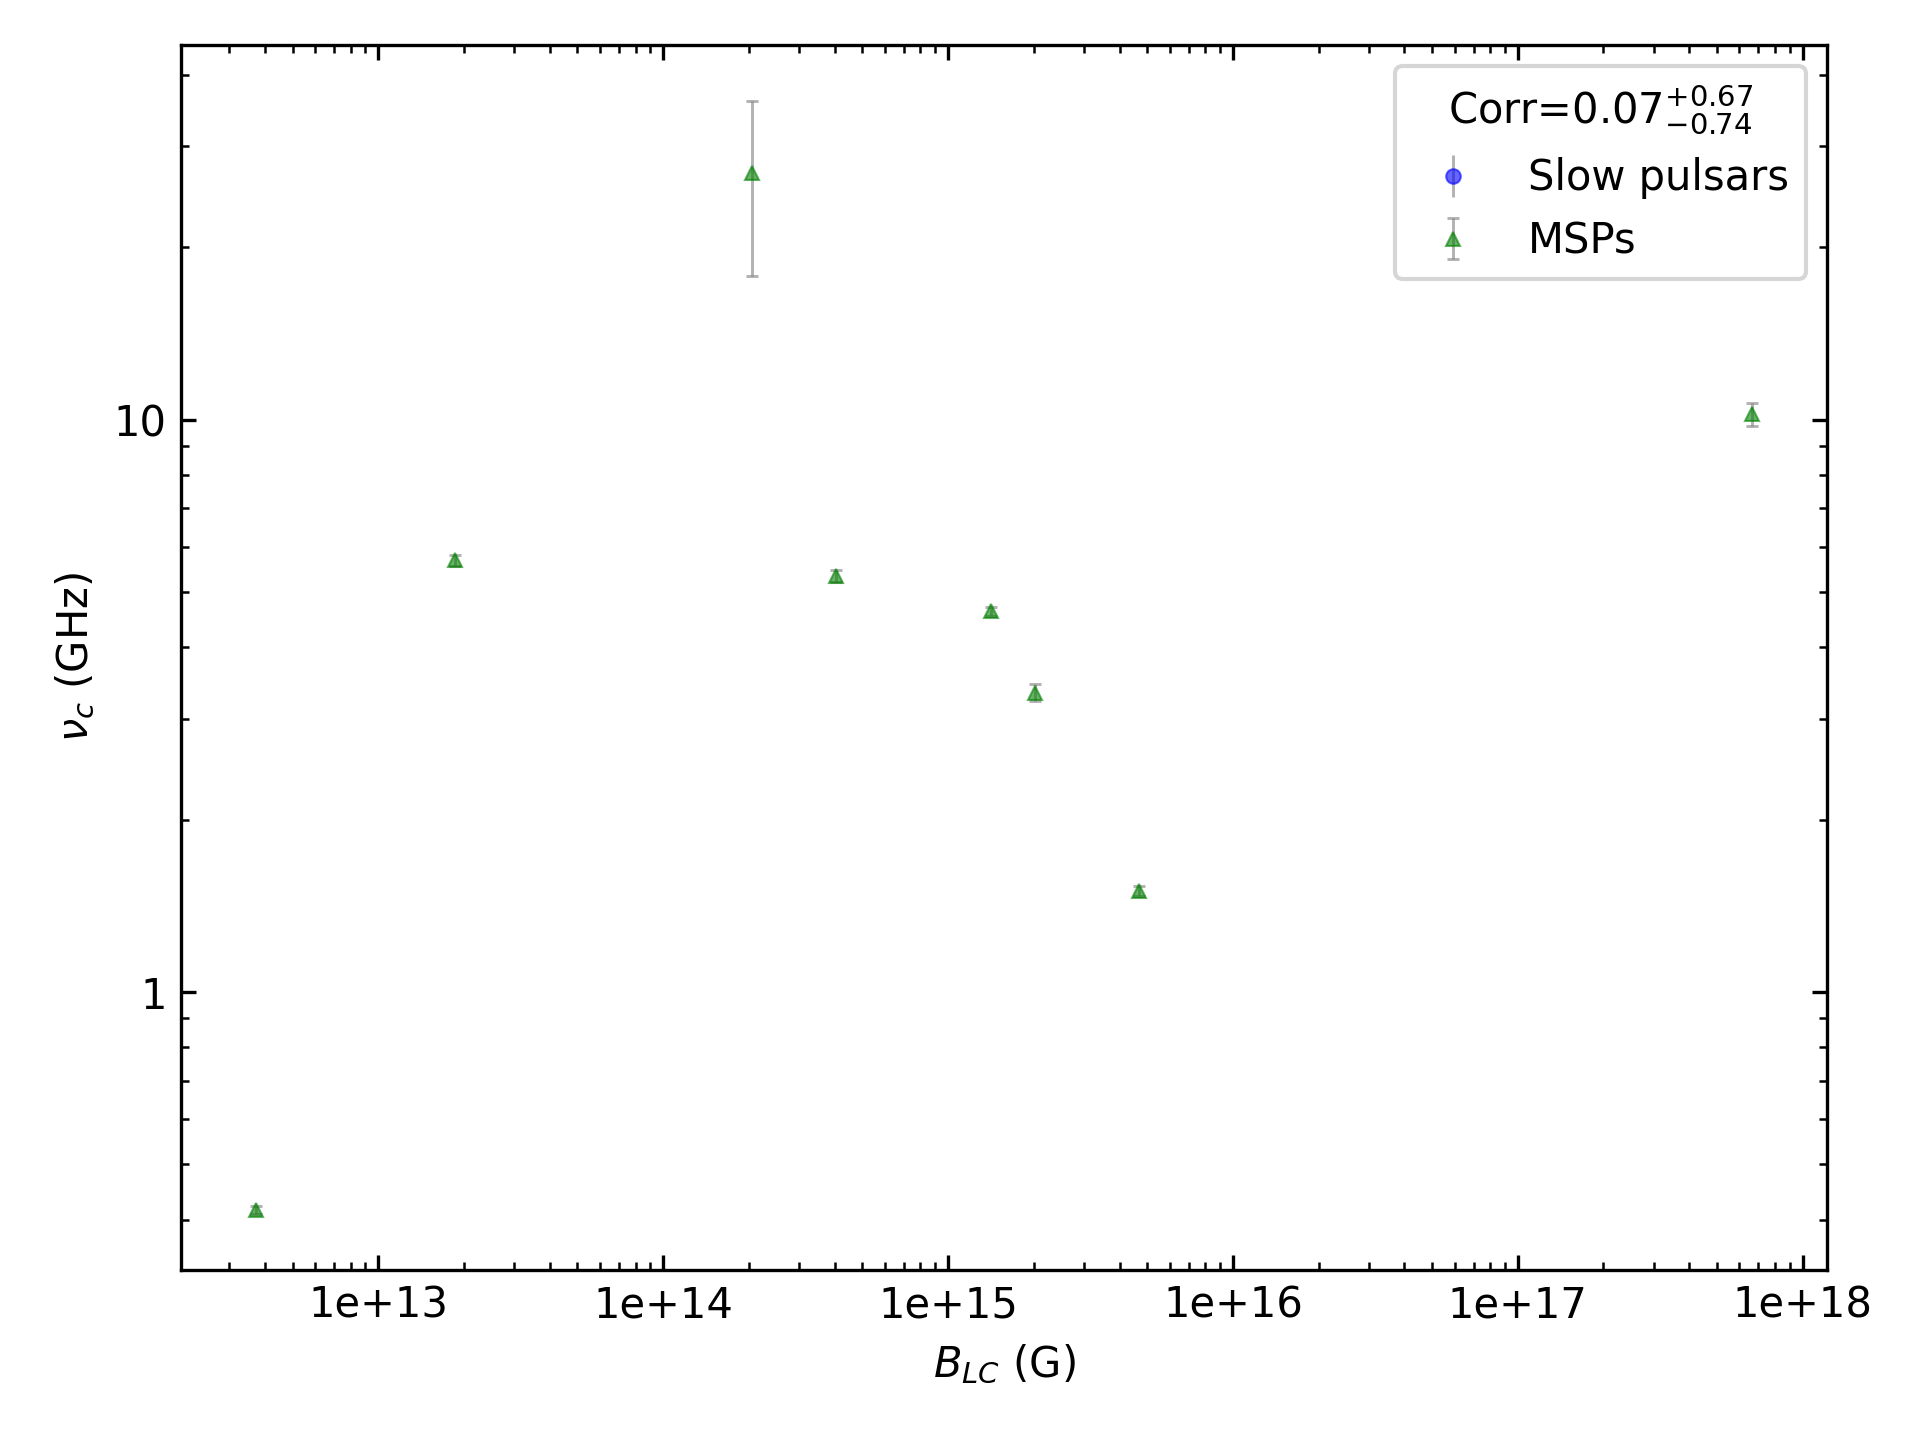 Corr=0.07^{+0.67}_{−0.74}
Slow pulsars
MSPs
10
1
ν_c (GHz)
1e+13 1e+14 1e+15 1e+16 1e+17 1e+18
B_{LC} (G)